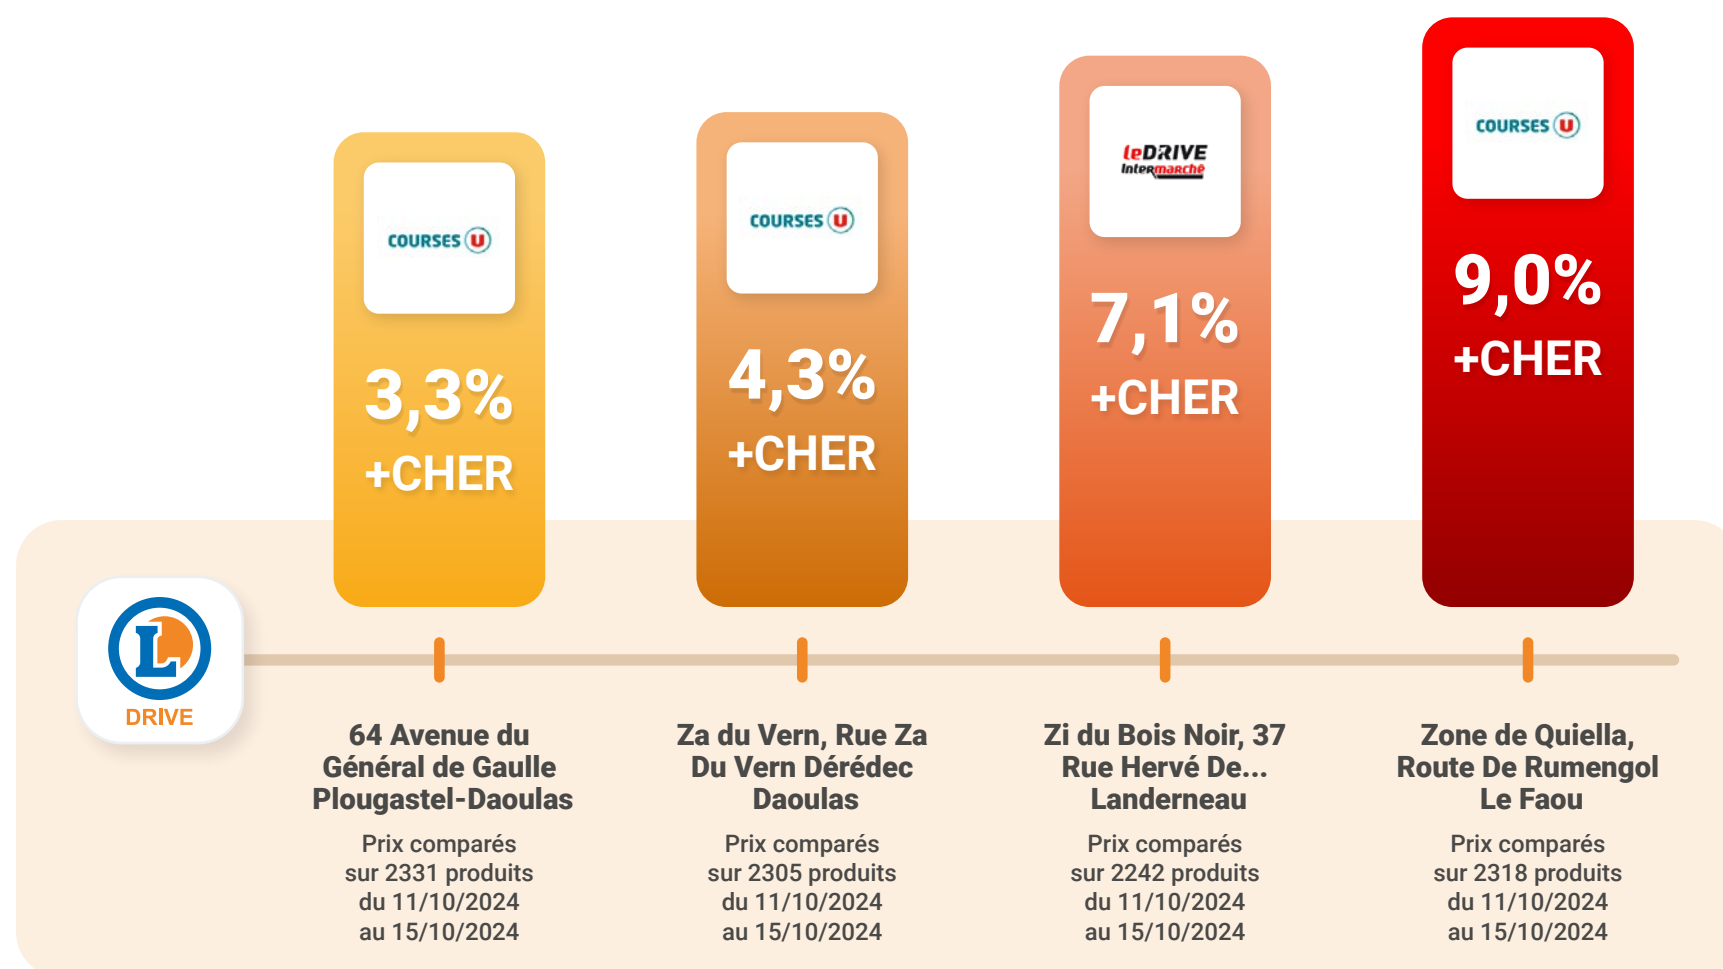 COURSES U
3,3%
+CHER
COURSES U
4,3%
+CHER
leDRIVE
Intermarché
7,1%
+CHER
COURSES U
9,0%
+CHER
L
DRIVE
64 Avenue du
Général de Gaulle
Plougastel-Daoulas
Prix comparés
sur 2331 produits
du 11/10/2024
au 15/10/2024
Za du Vern, Rue Za
Du Vern Dérédec
Daoulas
Prix comparés
sur 2305 produits
du 11/10/2024
au 15/10/2024
Zi du Bois Noir, 37
Rue Hervé De...
Landerneau
Prix comparés
sur 2242 produits
du 11/10/2024
au 15/10/2024
Zone de Quiella,
Route De Rumengol
Le Faou
Prix comparés
sur 2318 produits
du 11/10/2024
au 15/10/2024